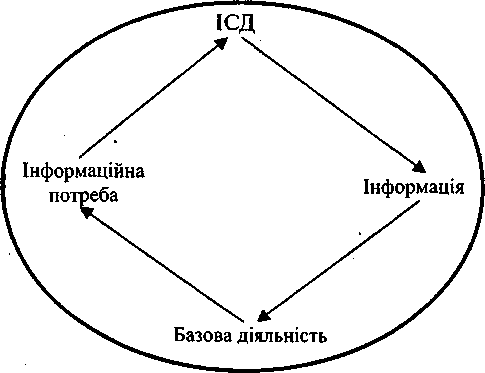 ІСД
Інформаційна
потреба
Інформація
Базова діяльність